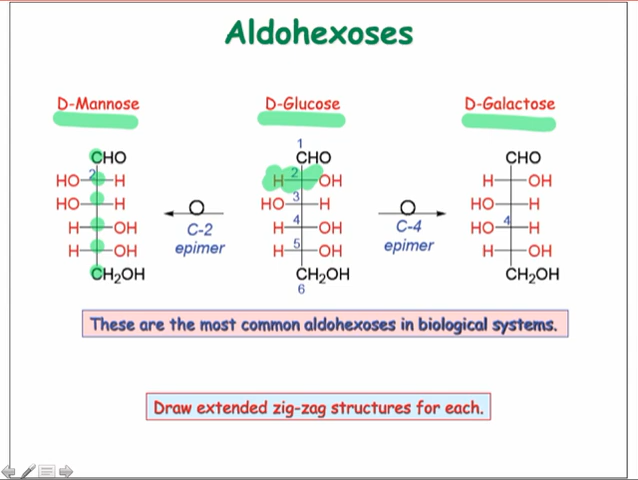 Aldohexoses
D-Mannose D-Glucose D-Galactose
1
CHO CHO CHO
2 2
HO H H OH H OH
3
HO H HO H HO H
C-2 C-4
4 4
H OH H OH HO H
epimer epimer
5
H OH H OH H OH
CH₂OH CH₂OH CH₂OH
6
These are the most common aldohexoses in biological systems.
Draw extended zig-zag structures for each.